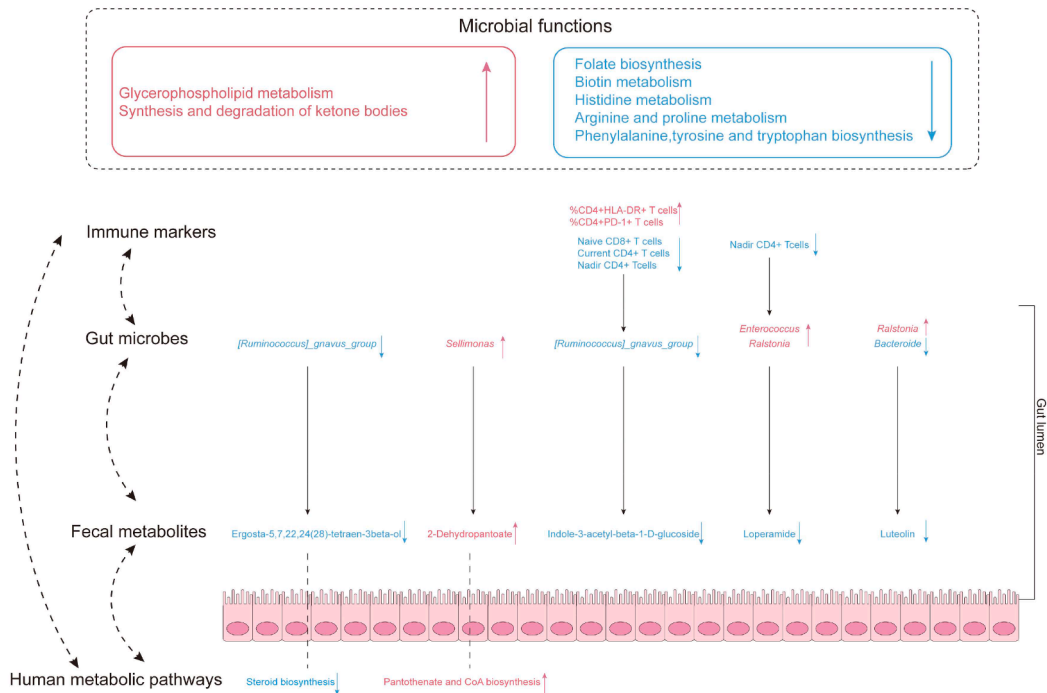 Microbial functions
Glycerophospholipid metabolism
Synthesis and degradation of ketone bodies
Folate biosynthesis
Biotin metabolism
Histidine metabolism
Arginine and proline metabolism
Phenylalanine,tyrosine and tryptophan biosynthesis
Immune markers
%CD4+HLA-DR+ T cells
%CD4+PD-1+ T cells
Naive CD8+ T cells
Current CD4+ T cells
Nadir CD4+ Tcells
Nadir CD4+ Tcells
Gut microbes
[Ruminococcus]_gnavus_group
Sellimonas
[Ruminococcus]_gnavus_group
Enterococcus
Ralstonia
Ralstonia
Bacteroide
Gut lumen
Fecal metabolites
Ergosta-5,7,22,24(28)-tetraen-3beta-ol
2-Dehydropantoate
Indole-3-acetyl-beta-1-D-glucoside
Loperamide
Luteolin
Human metabolic pathways
Steroid biosynthesis
Pantothenate and CoA biosynthesis